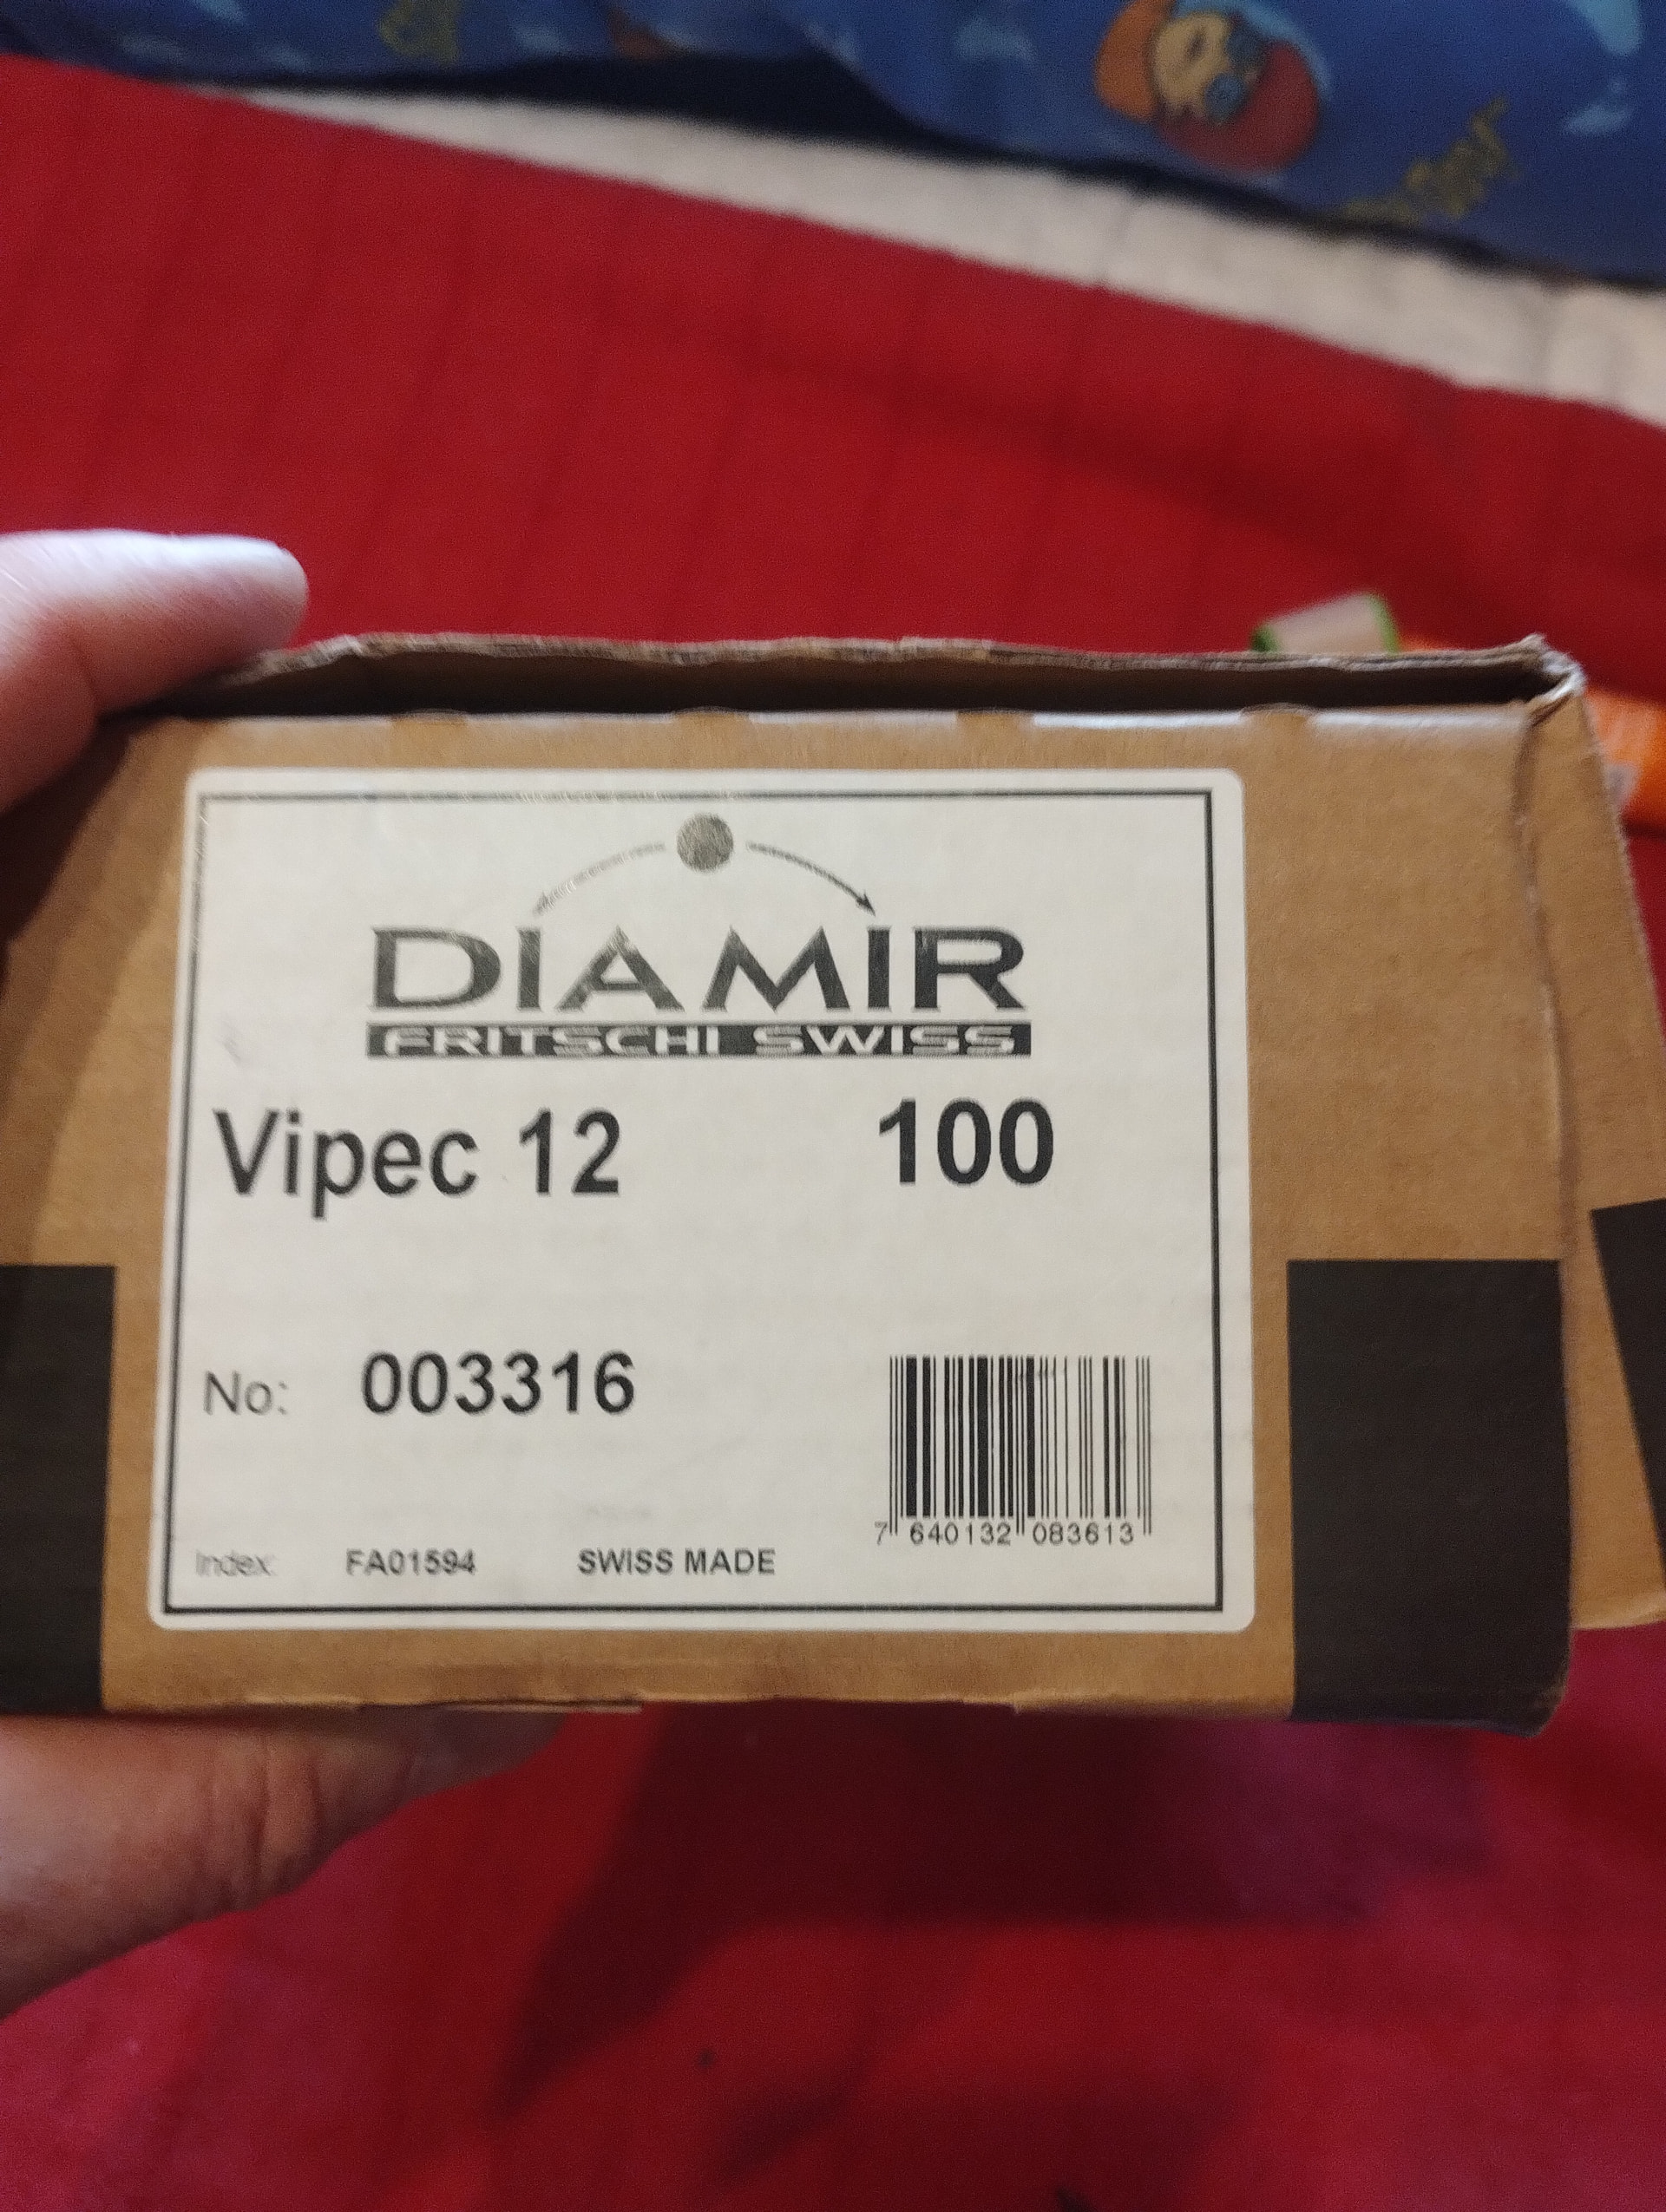 DIAMIR
FRITSCHI SWISS
Vipec 12 100
No: 003316
7 640132 083613
Index: FA01594 SWISS MADE